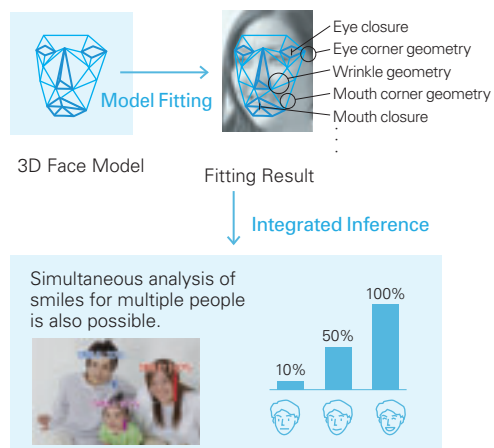 Eye closure
Eye corner geometry
Wrinkle geometry
Mouth corner geometry
Mouth closure
Model Fitting
3D Face Model
Fitting Result
Integrated Inference
Simultaneous analysis of
smiles for multiple people
is also possible.
10%
50%
100%